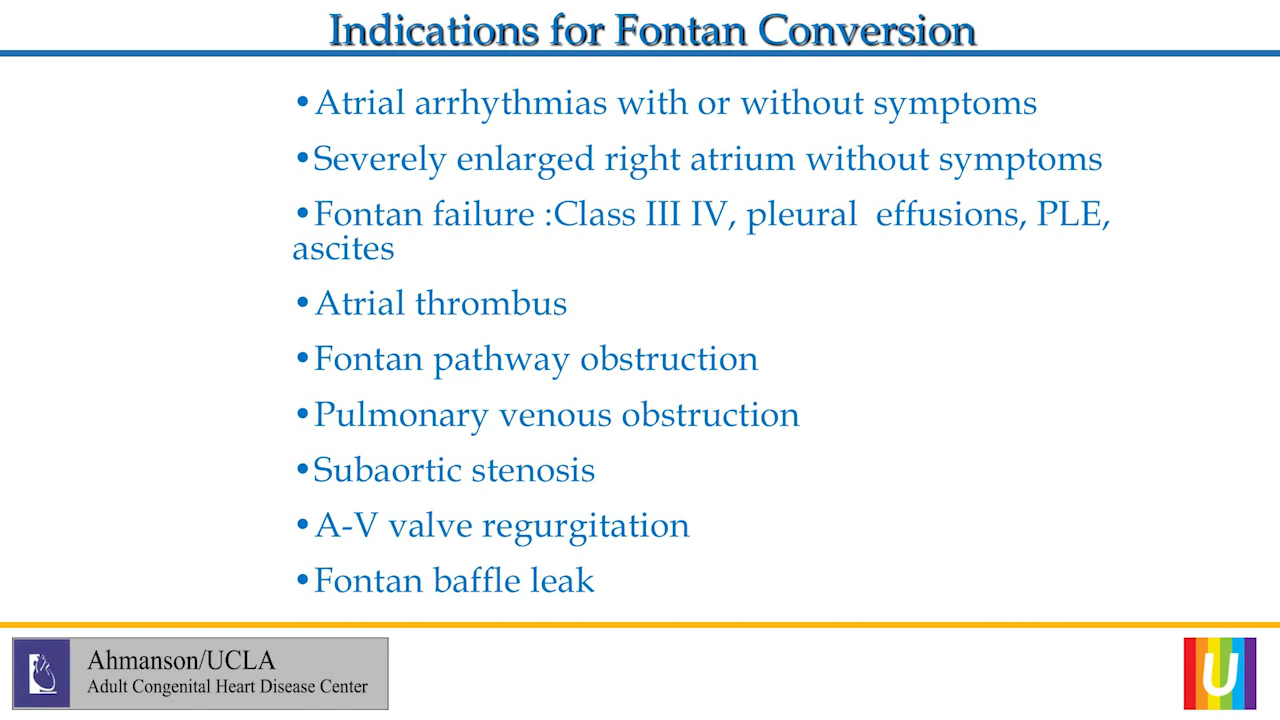 Indications for Fontan Conversion
•Atrial arrhythmias with or without symptoms
•Severely enlarged right atrium without symptoms
•Fontan failure :Class III IV, pleural  effusions, PLE,
ascites
•Atrial thrombus
•Fontan pathway obstruction
•Pulmonary venous obstruction
•Subaortic stenosis
•A-V valve regurgitation
•Fontan baffle leak
Ahmanson/UCLA
Adult Congenital Heart Disease Center
U